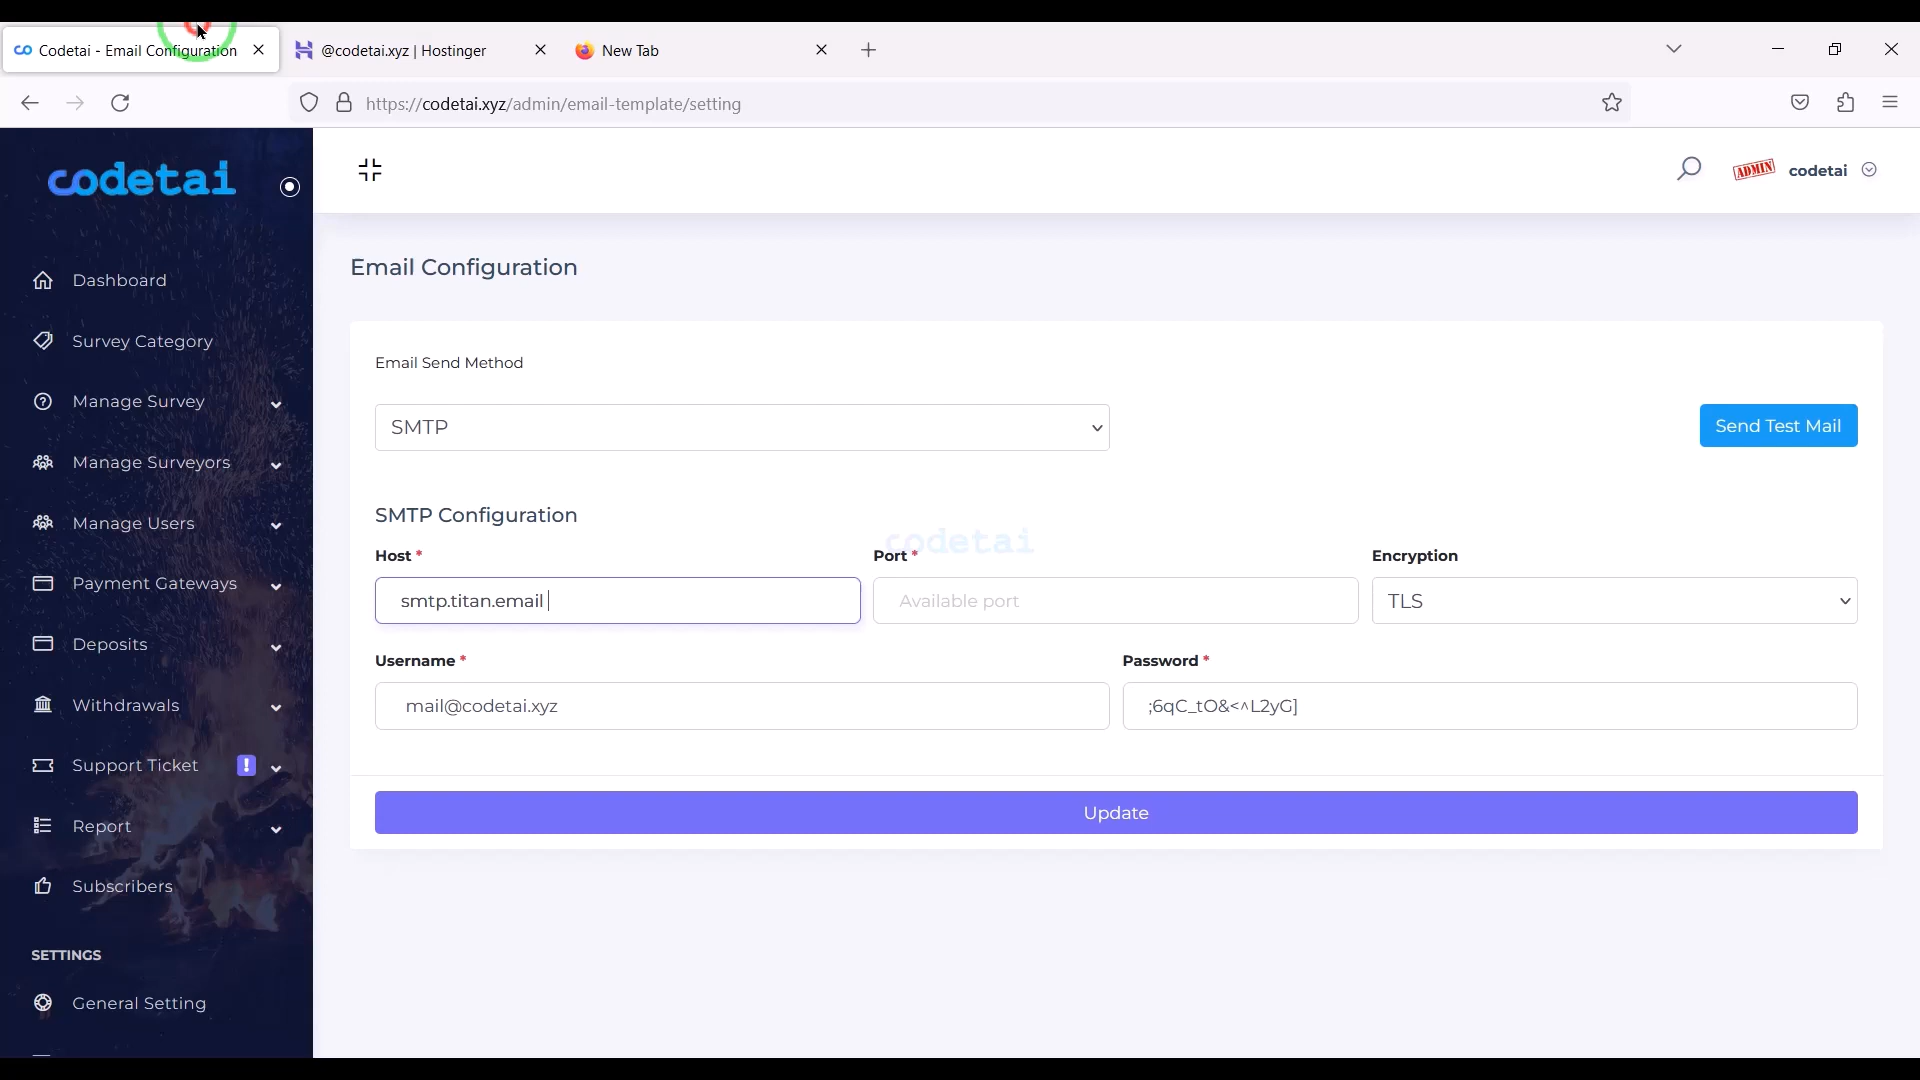 Codetai - Email Configuration
@codetai.xyz | Hostinger
New Tab
https://codetai.xyz/admin/email-template/setting
codetai
ADMIN
codetai
Dashboard
Survey Category
Manage Survey
Manage Surveyors
Manage Users
Payment Gateways
Deposits
Withdrawals
Support Ticket
!
Report
Subscribers
SETTINGS
General Setting
Email Configuration
Email Send Method
SMTP
Send Test Mail
SMTP Configuration
codetai
Host *
Port *
Encryption
smtp.titan.email
Available port
TLS
Username *
Password *
mail@codetai.xyz
;6qC_tO&<^L2yG]
Update